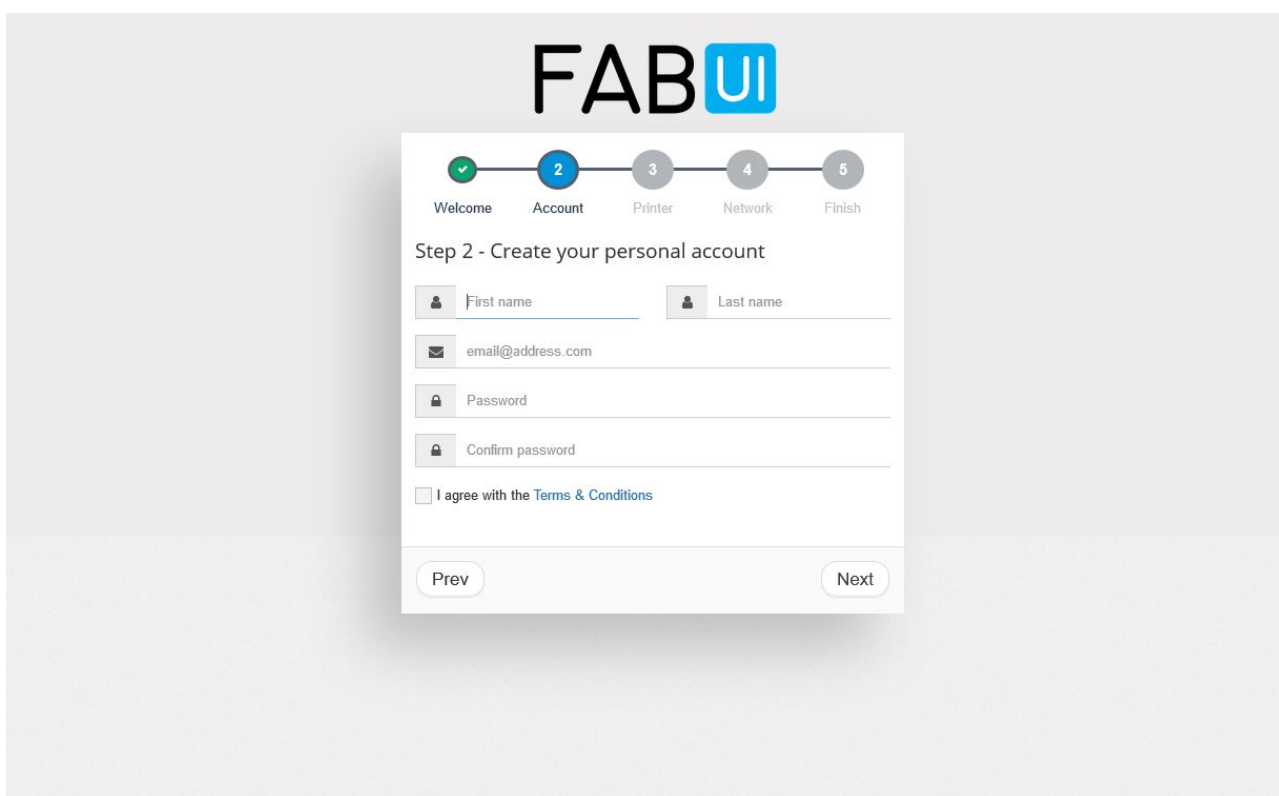 FABUI
2 3 4 5
Welcome Account Printer Network Finish
Step 2 - Create your personal account
First name Last name
email@address.com
Password
Confirm password
I agree with the Terms & Conditions
Prev Next